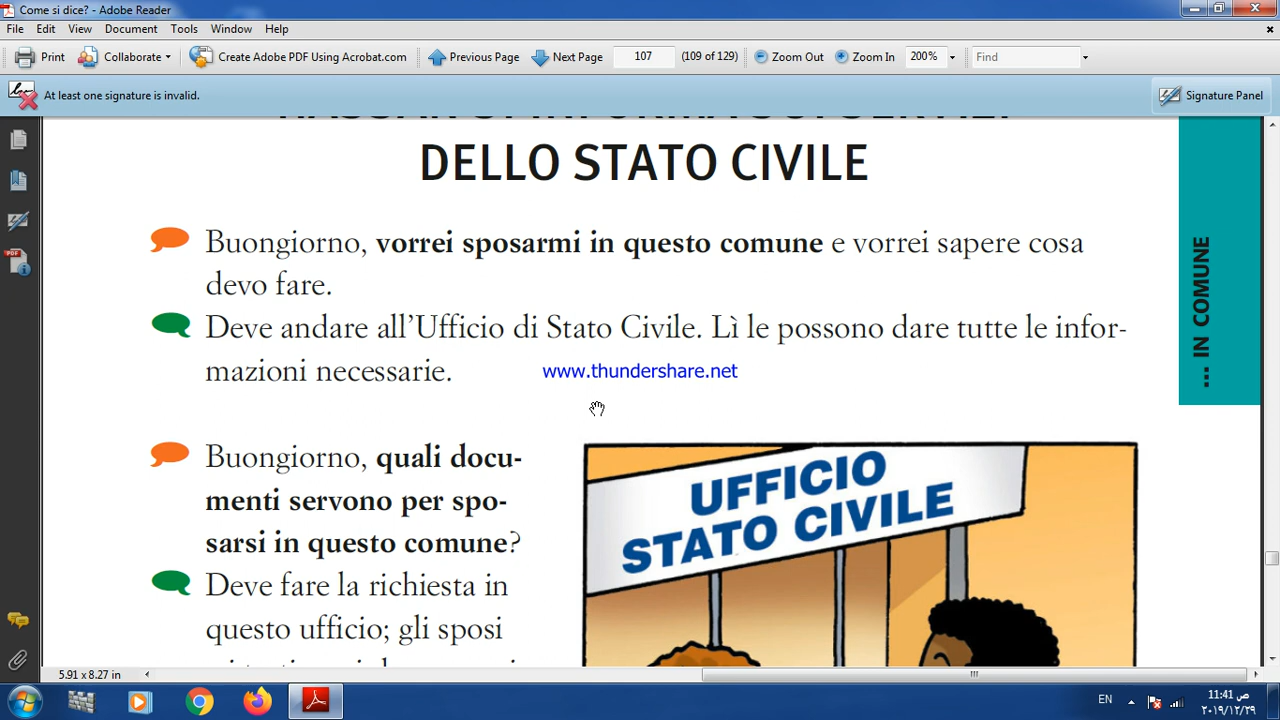 Come si dice? - Adobe Reader
File Edit View Document Tools Window Help
Print Collaborate Create Adobe PDF Using Acrobat.com Previous Page Next Page 107 (109 of 129) Zoom Out Zoom In 200% Find
At least one signature is invalid. Signature Panel
DELLO STATO CIVILE
Buongiorno, vorrei sposarmi in questo comune e vorrei sapere cosa
devo fare.
Deve andare all'Ufficio di Stato Civile. Lì le possono dare tutte le infor-
mazioni necessarie.
www.thundershare.net
... IN COMUNE
Buongiorno, quali docu-
menti servono per spo-
sarsi in questo comune?
Deve fare la richiesta in
questo ufficio; gli sposi
UFFICIO
STATO CIVILE
5.91 x 8.27 in
EN
11:41 ص
٢٠١٩/١٢/٢٩